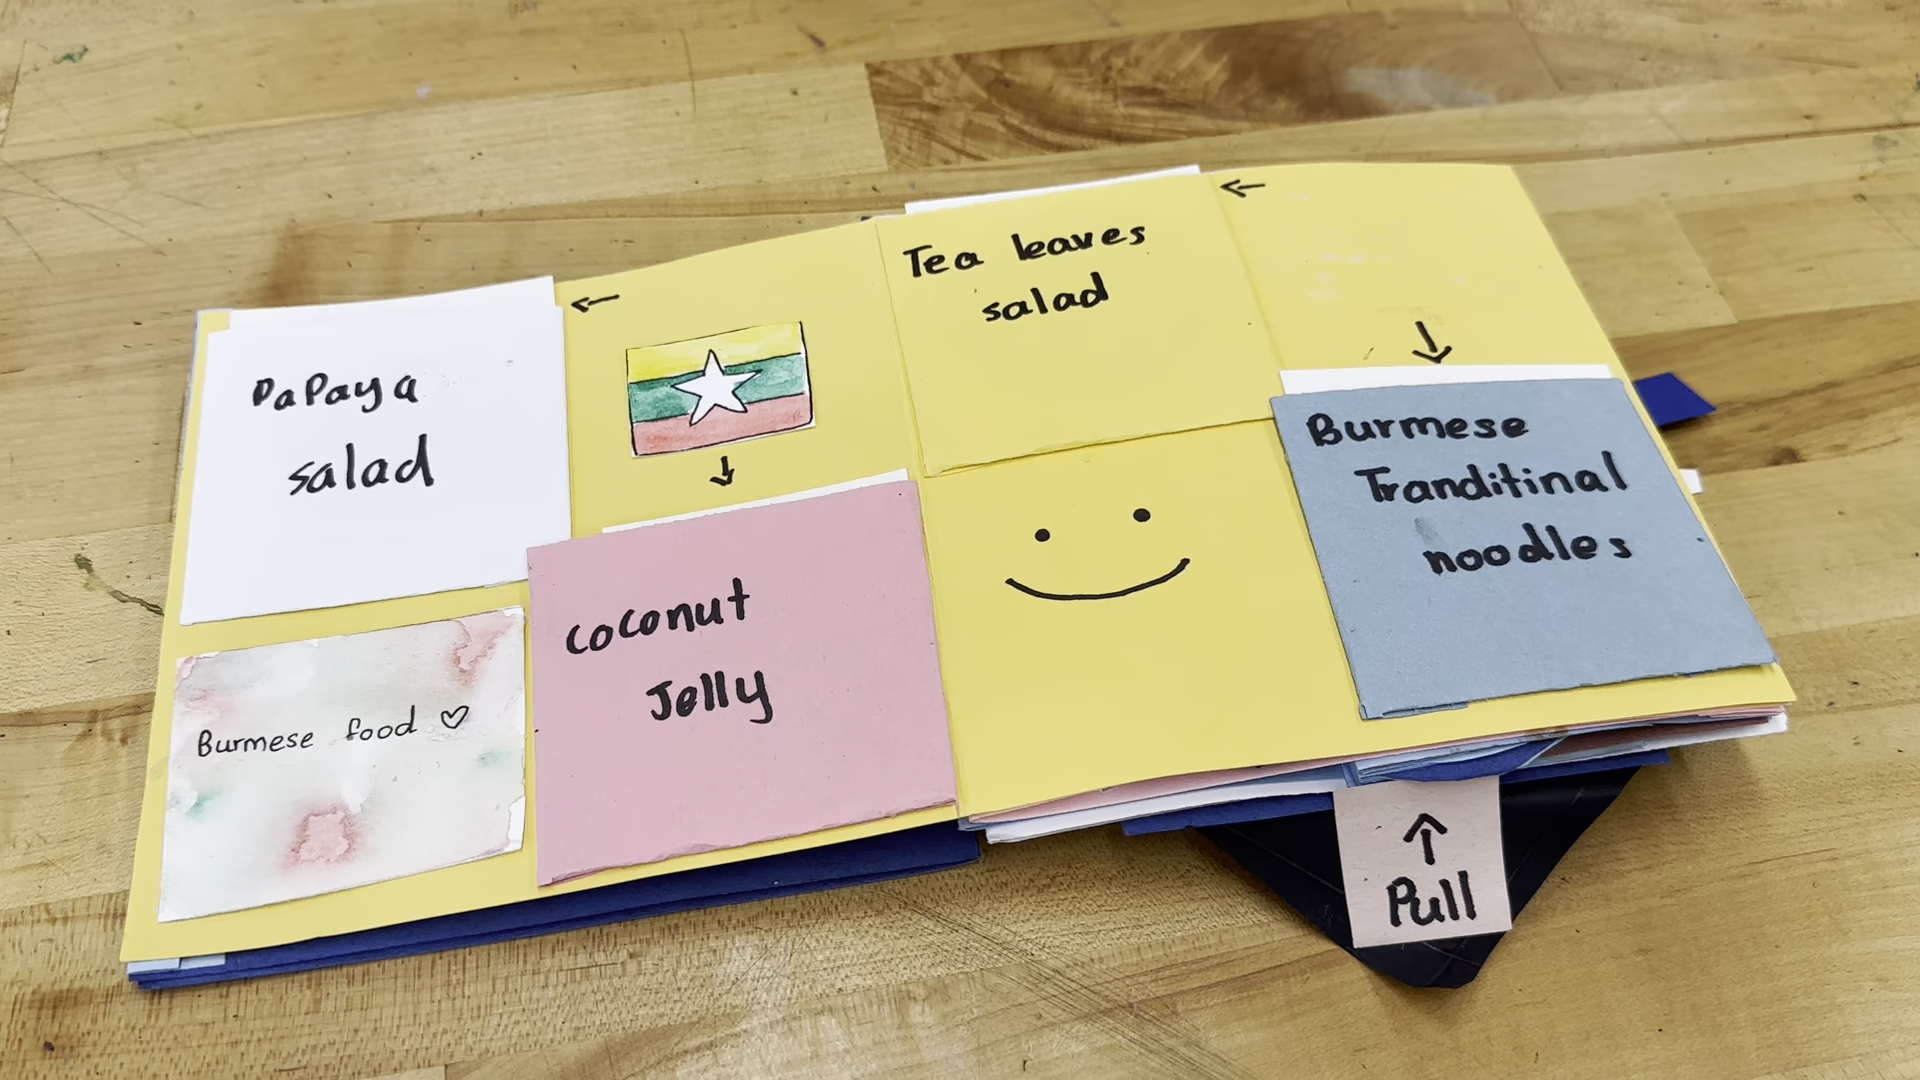 Papaya
salad
Burmese food ♡
coconut
Jelly
Tea leaves
salad
Burmese
Tranditinal
noodles
Pull